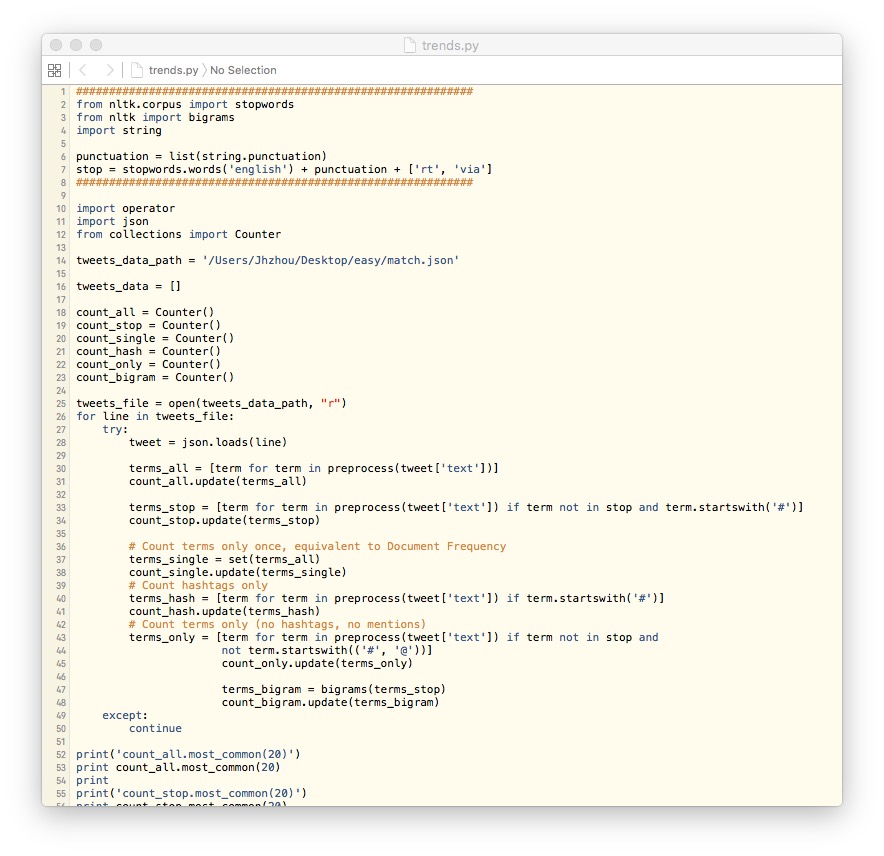 trends.py
trends.py No Selection
1 ############################################################
2 from nltk.corpus import stopwords
3 from nltk import bigrams
4 import string
5
6 punctuation = list(string.punctuation)
7 stop = stopwords.words('english') + punctuation + ['rt', 'via']
8 ############################################################
9
10 import operator
11 import json
12 from collections import Counter
13
14 tweets_data_path = '/Users/Jhzhou/Desktop/easy/match.json'
15
16 tweets_data = []
17
18 count_all = Counter()
19 count_stop = Counter()
20 count_single = Counter()
21 count_hash = Counter()
22 count_only = Counter()
23 count_bigram = Counter()
24
25 tweets_file = open(tweets_data_path, "r")
26 for line in tweets_file:
27     try:
28         tweet = json.loads(line)
29
30         terms_all = [term for term in preprocess(tweet['text'])]
31         count_all.update(terms_all)
32
33         terms_stop = [term for term in preprocess(tweet['text']) if term not in stop and term.startswith('#')]
34         count_stop.update(terms_stop)
35
36         # Count terms only once, equivalent to Document Frequency
37         terms_single = set(terms_all)
38         count_single.update(terms_single)
39         # Count hashtags only
40         terms_hash = [term for term in preprocess(tweet['text']) if term.startswith('#')]
41         count_hash.update(terms_hash)
42         # Count terms only (no hashtags, no mentions)
43         terms_only = [term for term in preprocess(tweet['text']) if term not in stop and
44                       not term.startswith(('#', '@'))]
45                       count_only.update(terms_only)
46
47                       terms_bigram = bigrams(terms_stop)
48                       count_bigram.update(terms_bigram)
49     except:
50         continue
51
52 print('count_all.most_common(20)')
53 print count_all.most_common(20)
54 print
55 print('count_stop.most_common(20)')
56 print count_stop.most_common(20)